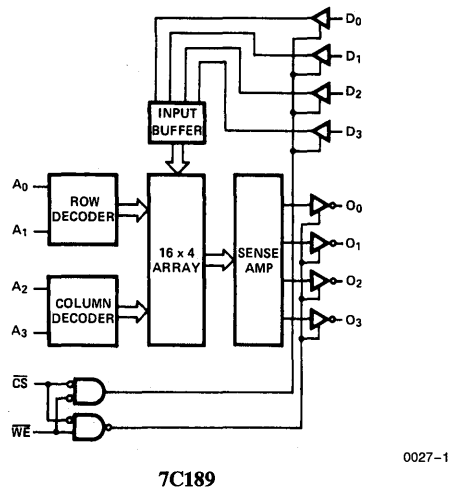 D0
D1
D2
D3
INPUT
BUFFER
A0
A1
ROW
DECODER
16 x 4
ARRAY
SENSE
AMP
O0
O1
O2
O3
A2
A3
COLUMN
DECODER
CS
WE
0027-1
7C189